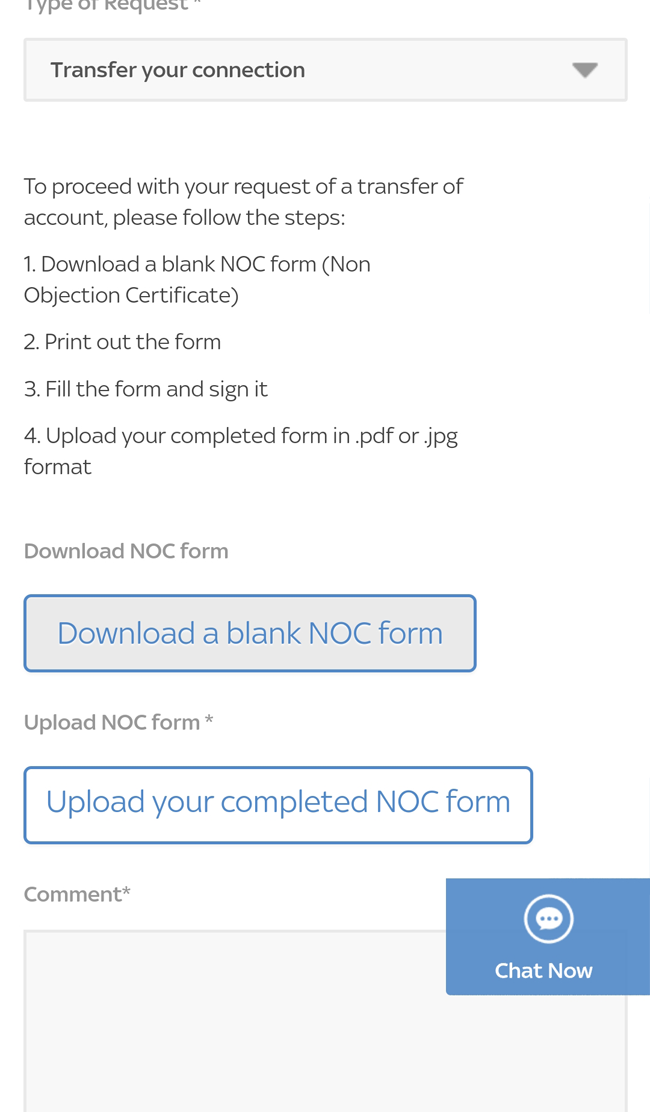 Type of Request *
Transfer your connection
To proceed with your request of a transfer of
account, please follow the steps:
1. Download a blank NOC form (Non
Objection Certificate)
2. Print out the form
3. Fill the form and sign it
4. Upload your completed form in .pdf or .jpg
format
Download NOC form
Download a blank NOC form
Upload NOC form *
Upload your completed NOC form
Comment*
Chat Now